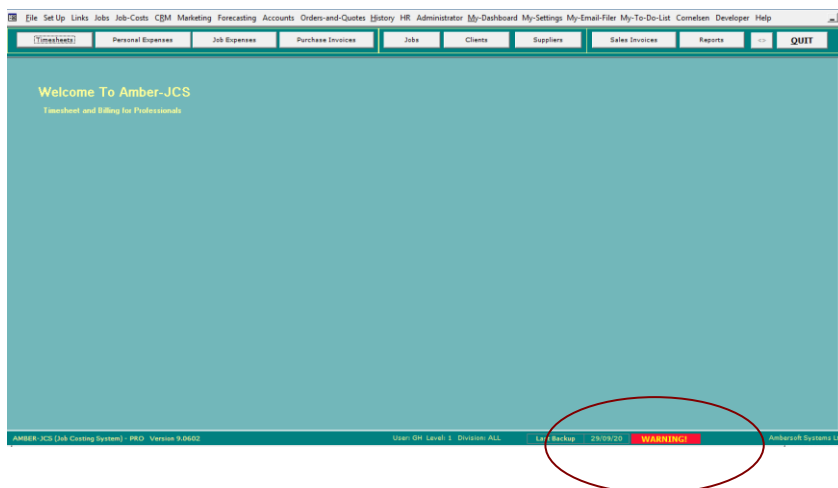 File Set Up Links Jobs Job-Costs CRM Marketing Forecasting Accounts Orders-and-Quotes History HR Administrator My-Dashboard My-Settings My-Email-Filer My-To-Do-List Cornelsen Developer Help
Timesheets Personal Expenses Job Expenses Purchase Invoices Jobs Clients Suppliers Sales Invoices Reports <> QUIT
Welcome To Amber-JCS
Timesheet and Billing for Professionals
AMBER-JCS (Job Costing System) - PRO Version 9.0602 User: GH Level: 1 Division: ALL Last Backup 29/09/20 WARNING! Ambersoft Systems L